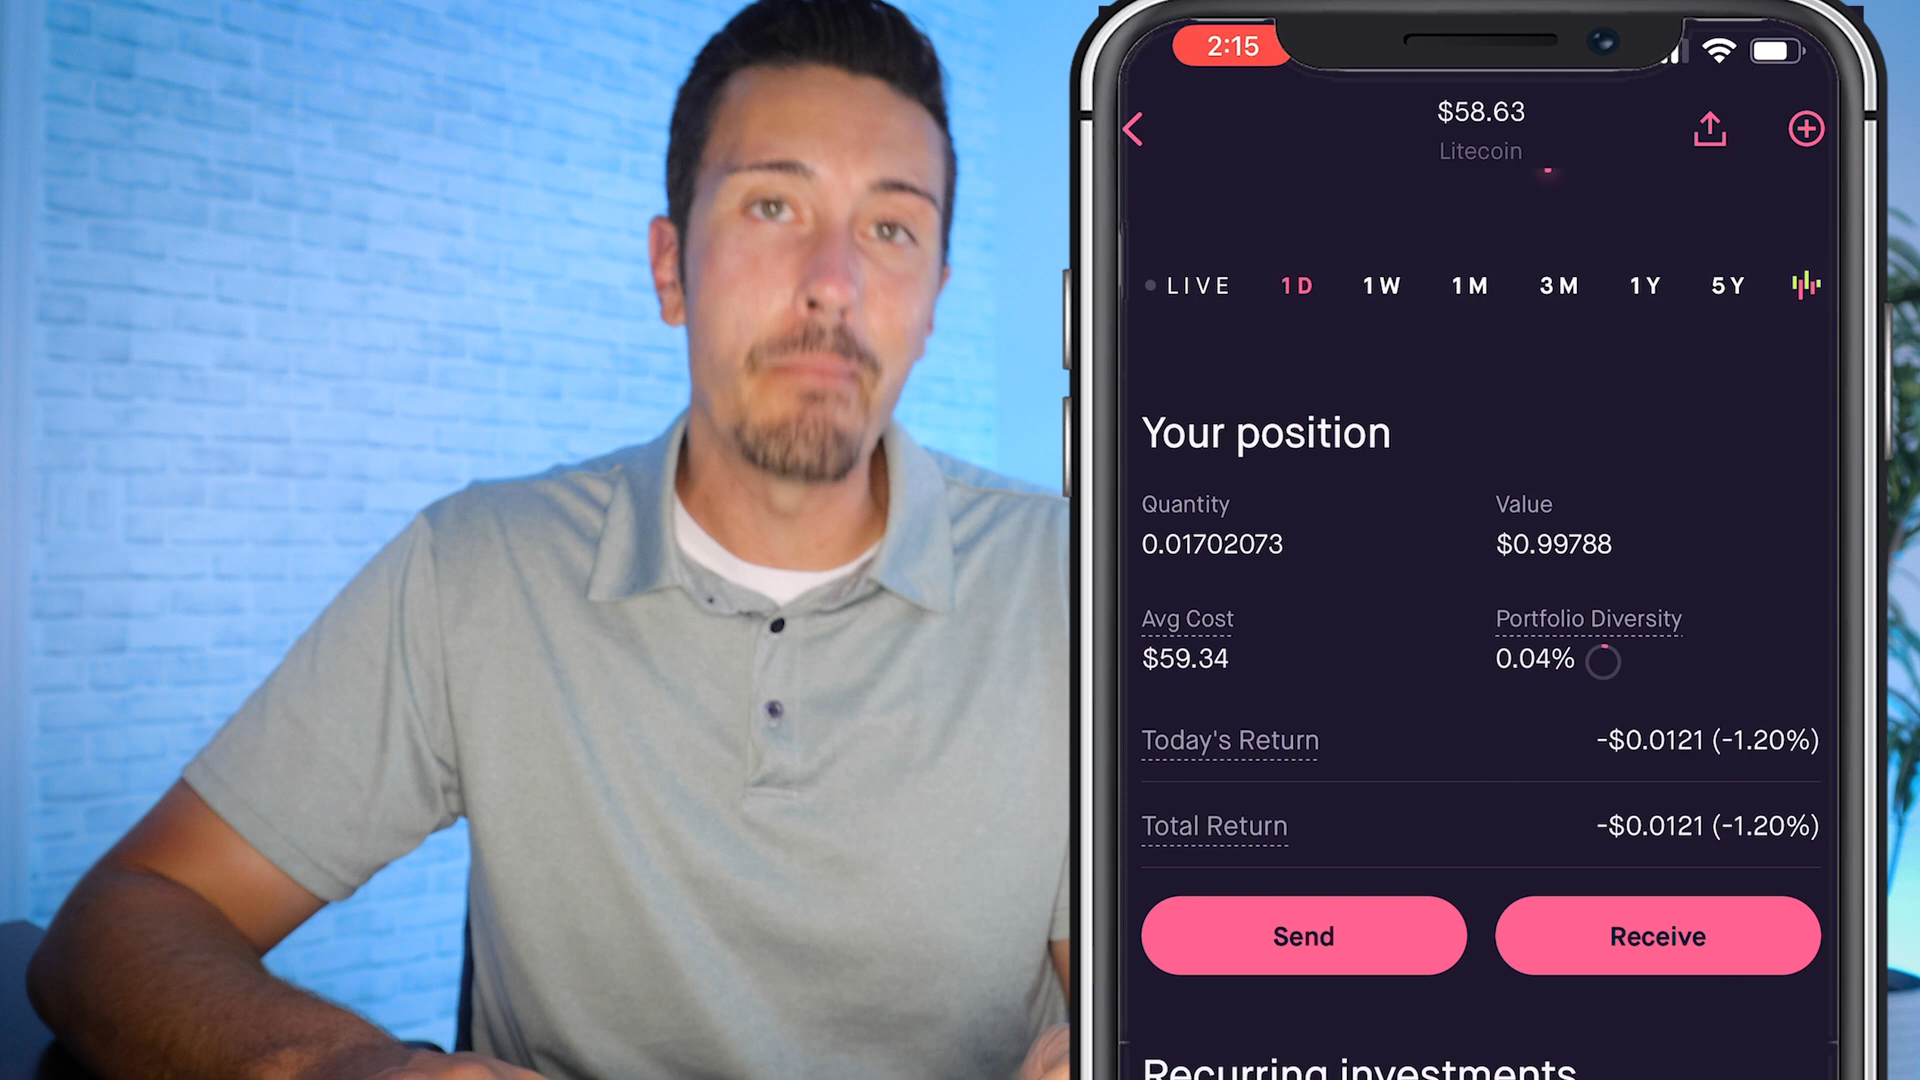 2:15
$58.63
Litecoin
LIVE 1D 1W 1M 3M 1Y 5Y
Your position
Quantity Value
0.01702073 $0.99788
Avg Cost Portfolio Diversity
$59.34 0.04%
Today's Return -$0.0121 (-1.20%)
Total Return -$0.0121 (-1.20%)
Send Receive
Recurring investments